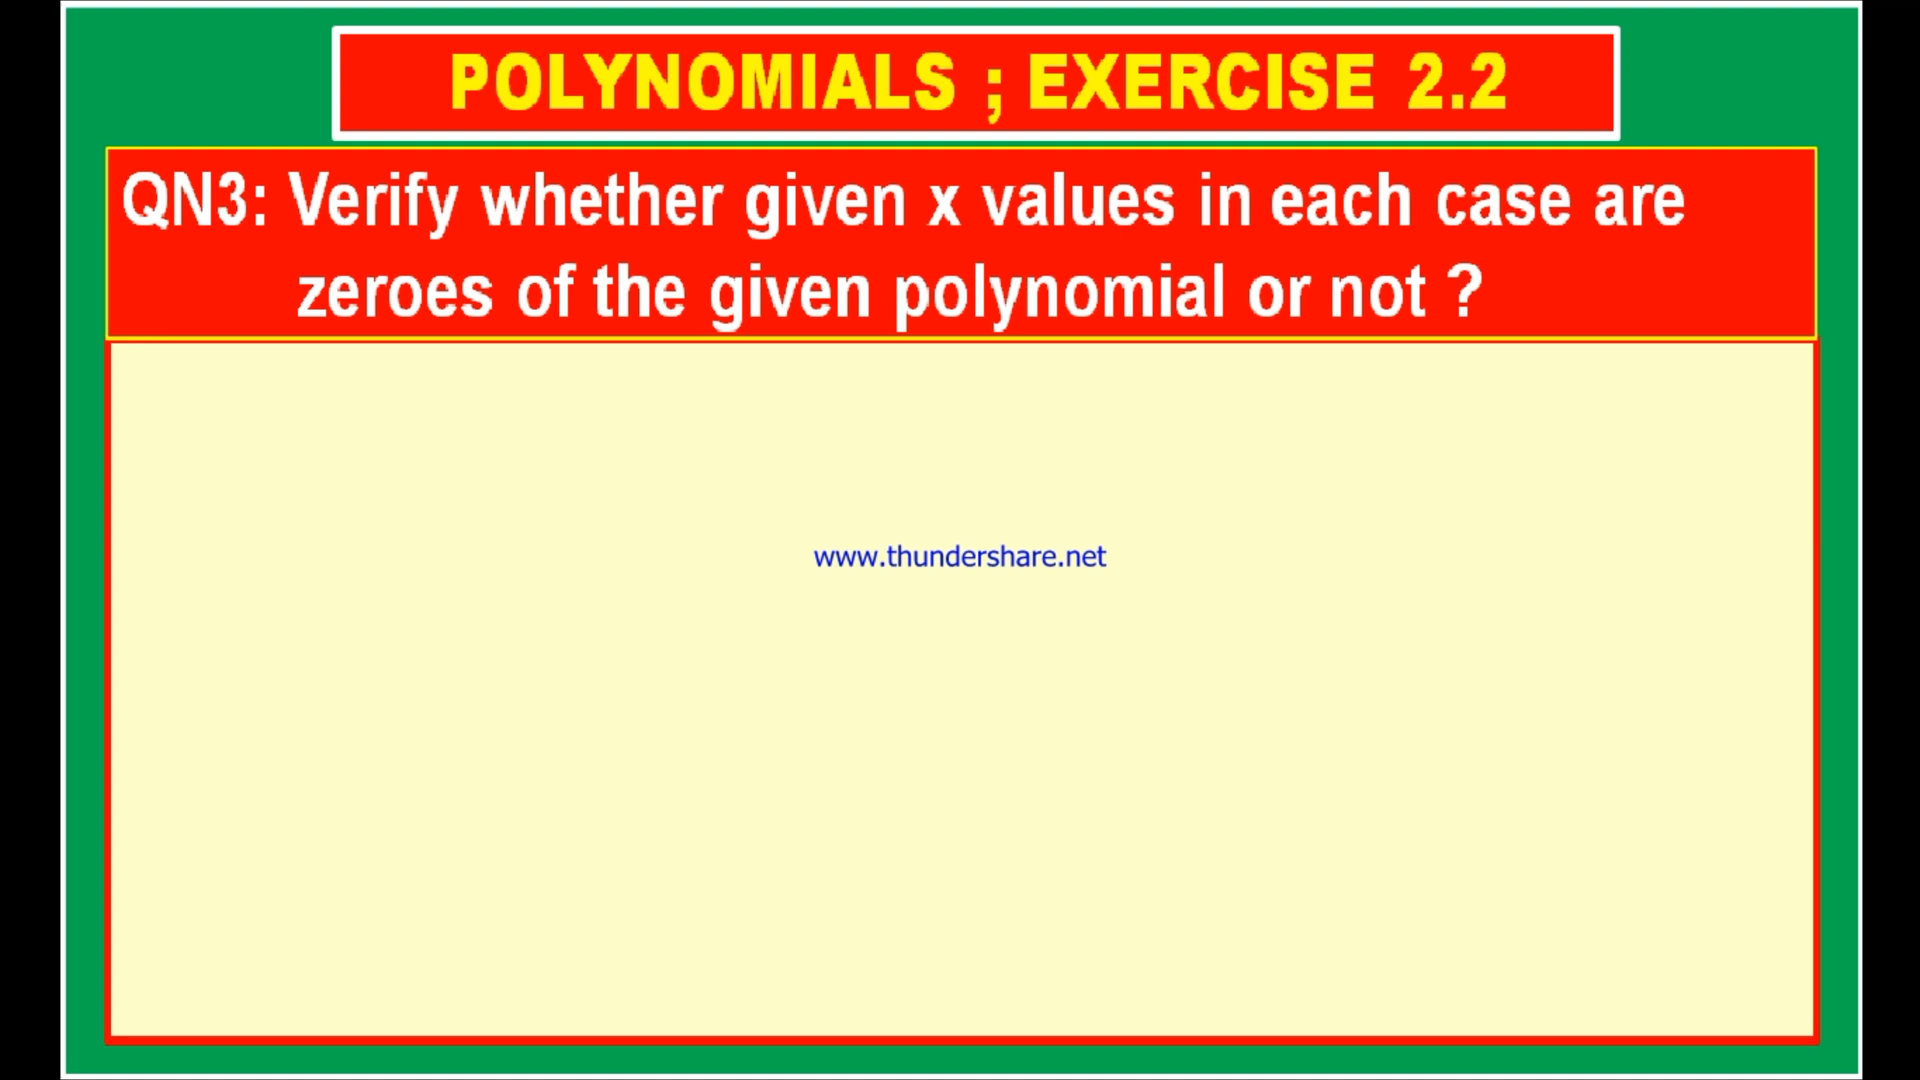 POLYNOMIALS ; EXERCISE 2.2
QN3: Verify whether given x values in each case are
zeroes of the given polynomial or not ?
www.thundershare.net